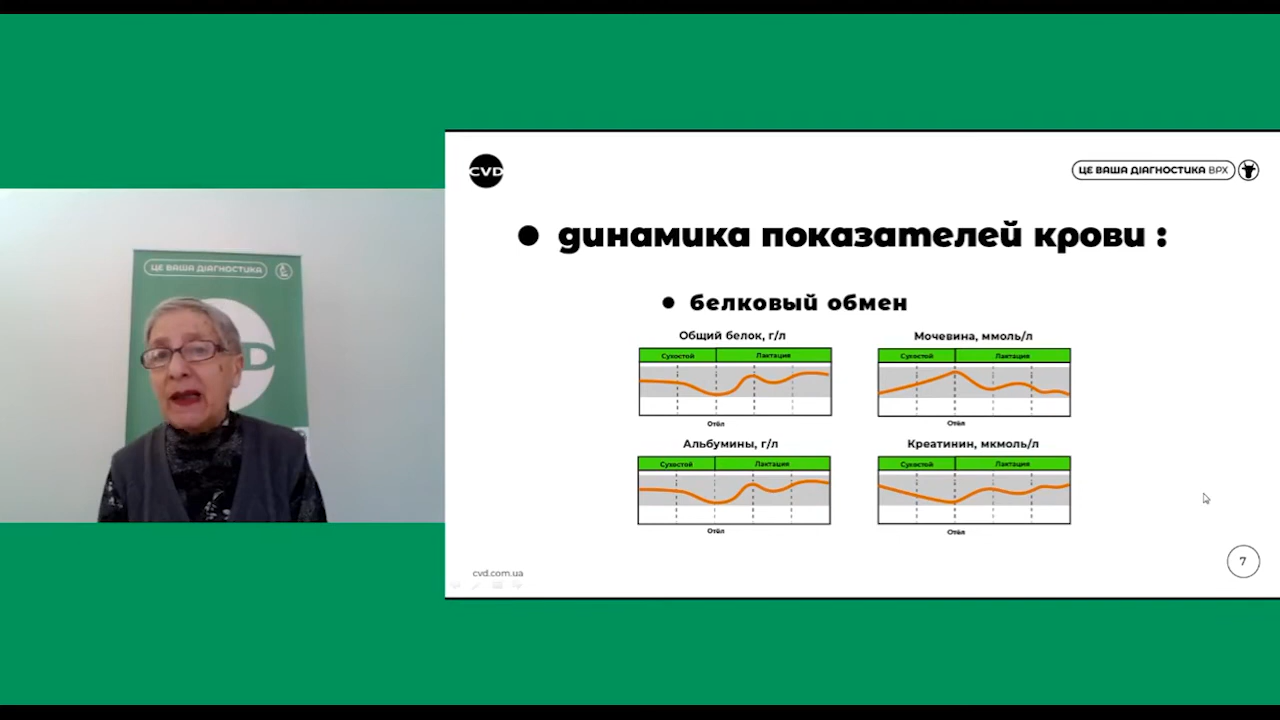 ЦЕ ВАША ДІАГНОСТИКА
CVD
ЦЕ ВАША ДІАГНОСТИКА ВРХ
динамика показателей крови :
белковый обмен
Общий белок, г/л
Сухостой Лактация
Отёл
Мочевина, ммоль/л
Сухостой Лактация
Отёл
Альбумины, г/л
Сухостой Лактация
Отёл
Креатинин, мкмоль/л
Сухостой Лактация
Отёл
cvd.com.ua
7